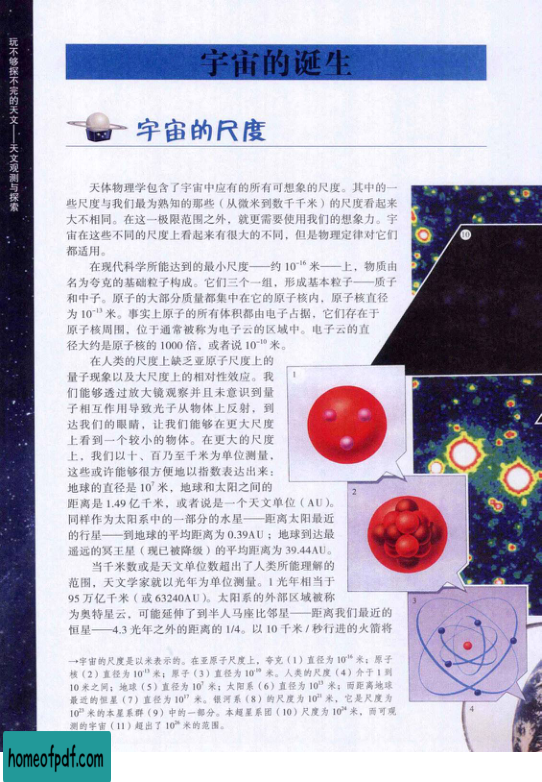 玩不够探不完的天文——天文观测与探索
宇宙的诞生
宇宙的尺度
天体物理学包含了宇宙中应有的所有可想象的尺度。其中的一
些尺度与我们最为熟知的那些（从微米到数千千米）的尺度看起来
大不相同。在这一极限范围之外，就更需要使用我们的想象力。宇
宙在这些不同的尺度上看起来有很大的不同，但是物理定律对它们
都适用。
在现代科学所能达到的最小尺度——约 10⁻¹⁶ 米——上，物质由
名为夸克的基础粒子构成。它们三个一组，形成基本粒子——质子
和中子。原子的大部分质量都集中在它的原子核内，原子核直径
为 10⁻¹³ 米。事实上原子的所有体积都由电子占据，它们存在于
原子核周围，位于通常被称为电子云的区域中。电子云的直
径大约是原子核的 1000 倍，或者说 10⁻¹⁰ 米。
在人类的尺度上缺乏亚原子尺度上的
量子现象以及大尺度上的相对性效应。我
们能够透过放大镜观察并且未意识到量
子相互作用导致光子从物体上反射，到
达我们的眼睛，让我们能够在更大尺度
上看到一个较小的物体。在更大的尺度
上，我们以十、百乃至千米为单位测量，
这些或许能够很方便地以指数表达出来：
地球的直径是 10⁷ 米，地球和太阳之间的
距离是 1.49 亿千米，或者说是一个天文单位（AU）。
同样作为太阳系中的一部分的水星——距离太阳最近
的行星——到地球的平均距离为 0.39AU ；地球到达最
遥远的冥王星（现已被降级）的平均距离为 39.44AU。
当千米数或是天文单位数超出了人类所能理解的
范围，天文学家就以光年为单位测量。1 光年相当于
95 万亿千米（或 63240AU）。太阳系的外部区域被称
为奥特星云，可能延伸了到半人马座比邻星——距离我们最近的
恒星——4.3 光年之外的距离的 1/4。以 10 千米 / 秒行进的火箭将
→宇宙的尺度是以米表示的。在亚原子尺度上，夸克（1）直径为 10⁻¹⁶ 米；原子
核（2）直径为 10⁻¹³ 米；原子（3）直径为 10⁻¹⁰ 米。人类的尺度（4）介于 1 到
10 米之间；地球（5）直径为 10⁷ 米；太阳系（6）直径为 10¹³ 米；而距离地球
最近的恒星（7）直径为 10¹⁷ 米。银河系（8）的尺度为 10²¹ 米，它是尺度为
10²³ 米的本星系群（9）中的一部分。本超星系团（10）尺度为 10²⁴ 米，而可观
测的宇宙（11）超出了 10²⁶ 米的范围。
10
1
2
3
4
homeofpdf.com